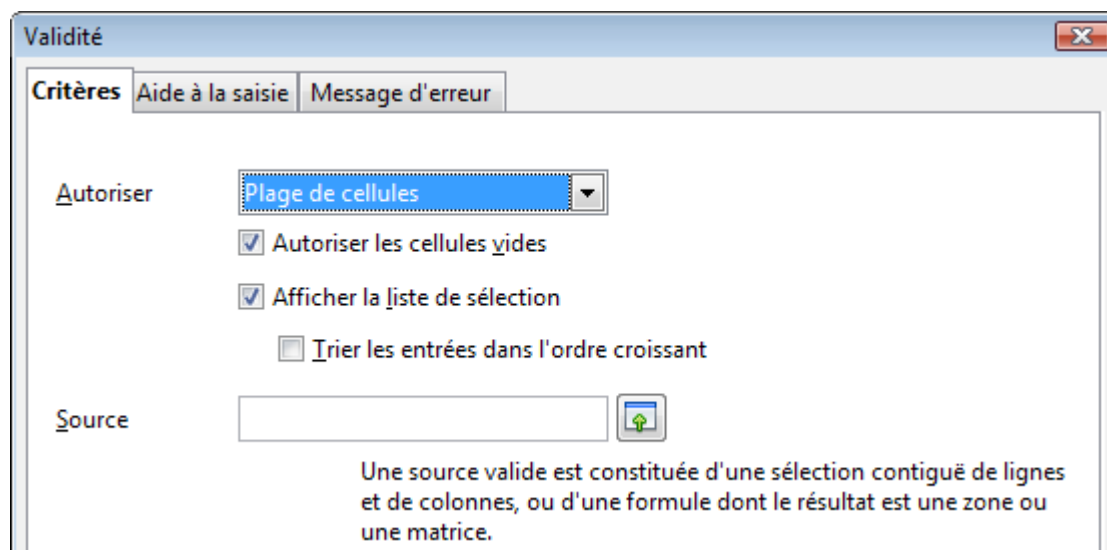 Validité
Critères Aide à la saisie Message d'erreur
Autoriser Plage de cellules
Autoriser les cellules vides
Afficher la liste de sélection
Trier les entrées dans l'ordre croissant
Source
Une source valide est constituée d'une sélection contiguë de lignes
et de colonnes, ou d'une formule dont le résultat est une zone ou
une matrice.